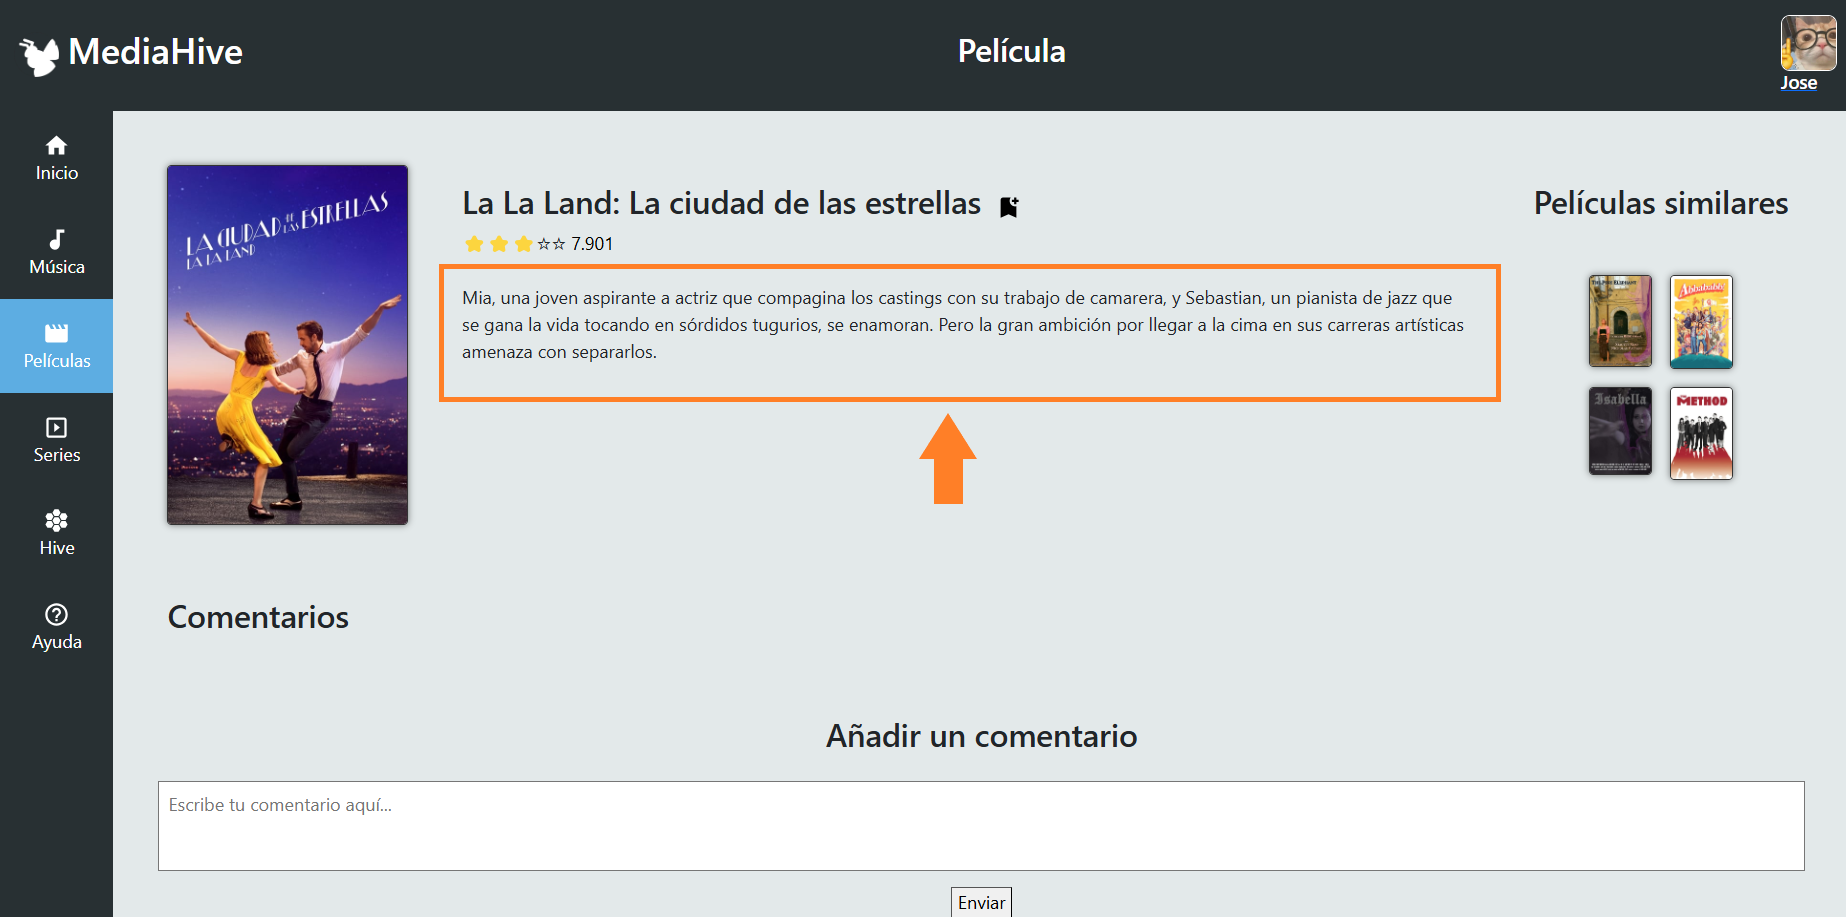 MediaHive
Película
Jose
Inicio
Música
Películas
Series
Hive
Ayuda
LA CIUDAD DE LAS ESTRELLAS
LA LA LAND
La La Land: La ciudad de las estrellas
7.901
Mia, una joven aspirante a actriz que compagina los castings con su trabajo de camarera, y Sebastian, un pianista de jazz que
se gana la vida tocando en sórdidos tugurios, se enamoran. Pero la gran ambición por llegar a la cima en sus carreras artísticas
amenaza con separarlos.
Películas similares
Isabella
METHOD
Comentarios
Añadir un comentario
Escribe tu comentario aquí...
Enviar